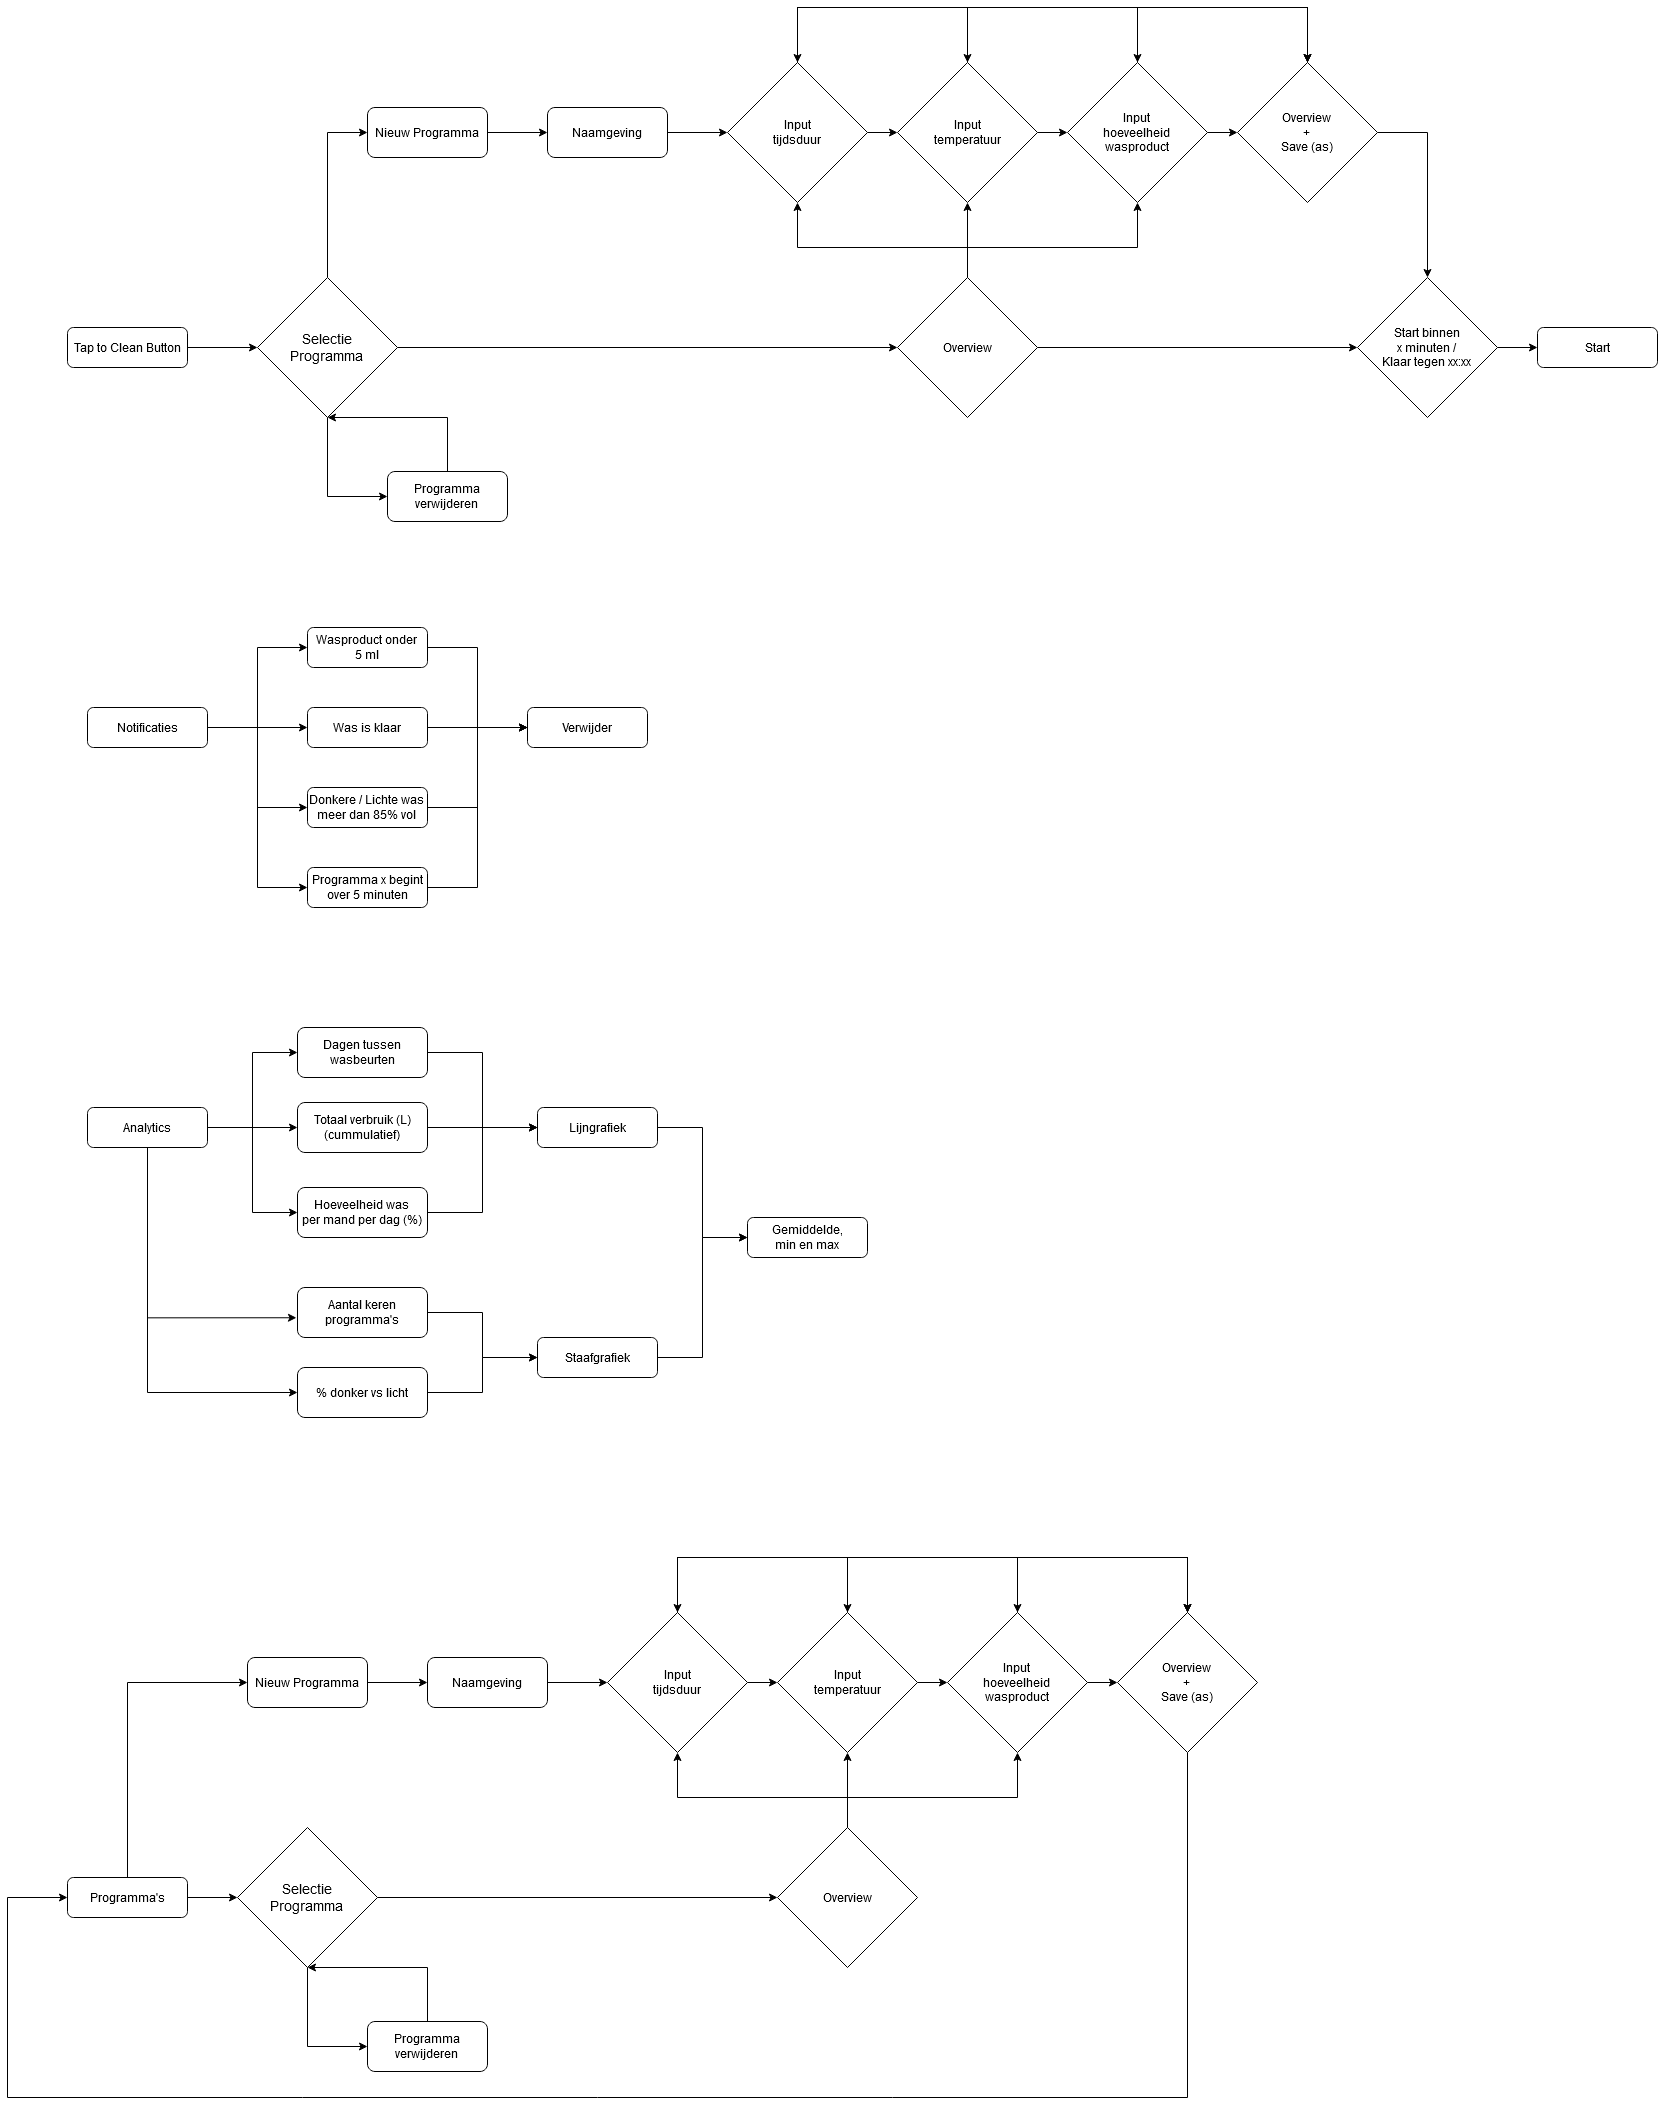 Nieuw Programma
Naamgeving
Input
tijdsduur
Input
temperatuur
Input
hoeveelheid
wasproduct
Overview
+
Save (as)
Tap to Clean Button
Selectie
Programma
Overview
Start binnen
x minuten /
Klaar tegen xx:xx
Start
Programma
verwijderen
Notificaties
Wasproduct onder
5 ml
Was is klaar
Donkere / Lichte was
meer dan 85% vol
Programma x begint
over 5 minuten
Verwijder
Analytics
Dagen tussen
wasbeurten
Totaal verbruik (L)
(cummulatief)
Hoeveelheid was
per mand per dag (%)
Aantal keren
programma's
% donker vs licht
Lijngrafiek
Staafgrafiek
Gemiddelde,
min en max
Nieuw Programma
Naamgeving
Input
tijdsduur
Input
temperatuur
Input
hoeveelheid
wasproduct
Overview
+
Save (as)
Programma's
Selectie
Programma
Overview
Programma
verwijderen